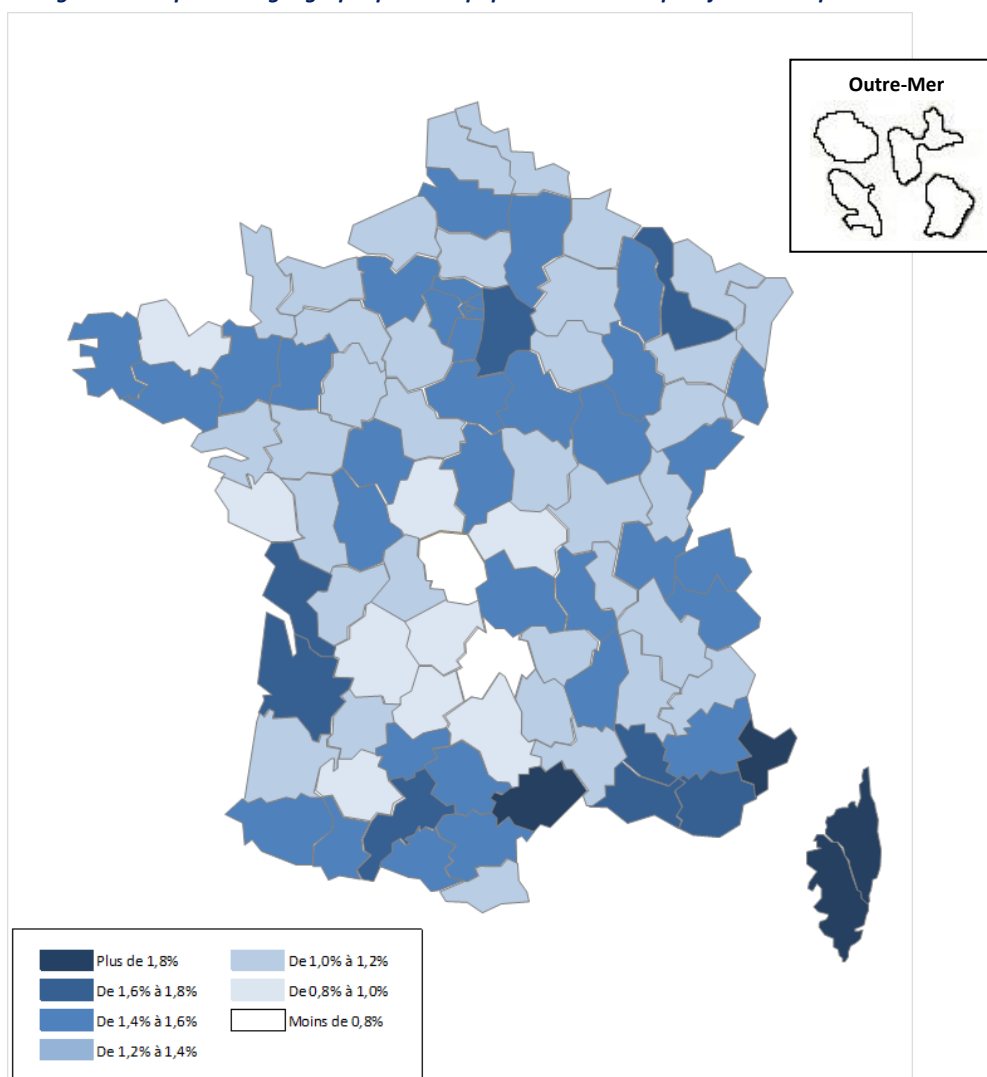 Outre-Mer
Plus de 1,8%
De 1,6% à 1,8%
De 1,4% à 1,6%
De 1,2% à 1,4%
De 1,0% à 1,2%
De 0,8% à 1,0%
Moins de 0,8%